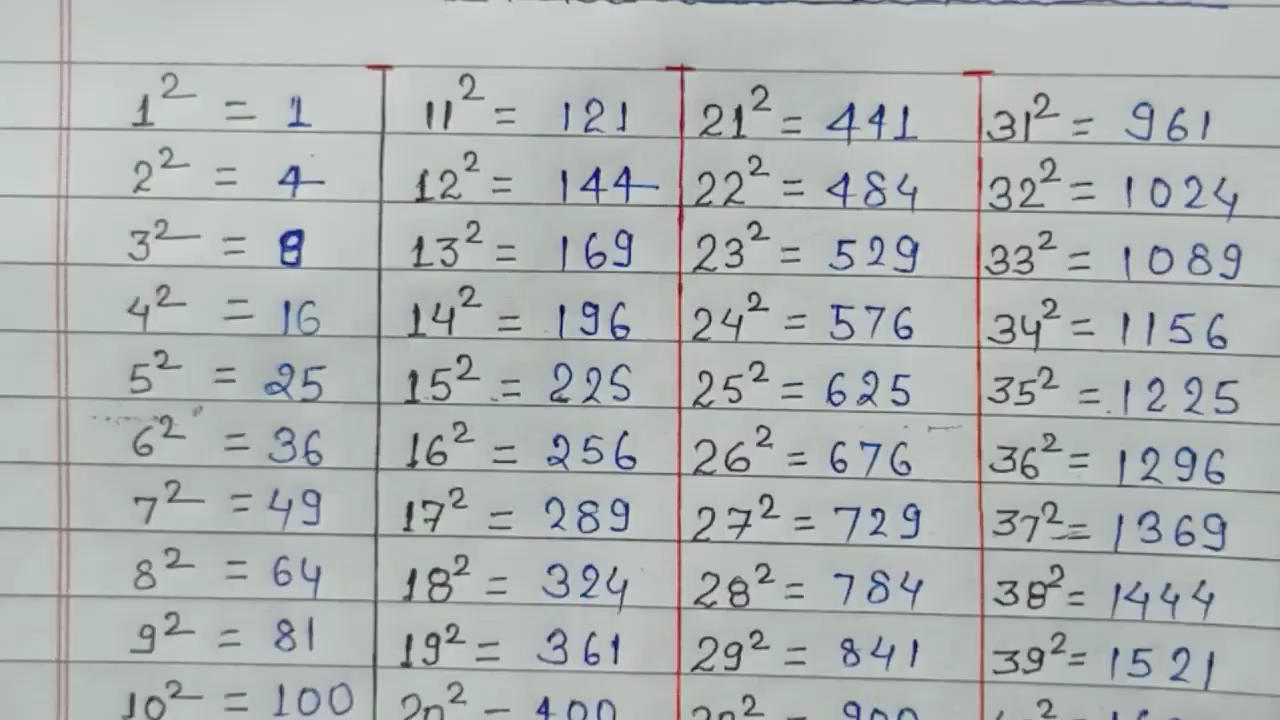 1² = 1 11² = 121 21² = 441 31² = 961
2² = 4 12² = 144 22² = 484 32² = 1024
3² = 8 13² = 169 23² = 529 33² = 1089
4² = 16 14² = 196 24² = 576 34² = 1156
5² = 25 15² = 225 25² = 625 35² = 1225
6² = 36 16² = 256 26² = 676 36² = 1296
7² = 49 17² = 289 27² = 729 37² = 1369
8² = 64 18² = 324 28² = 784 38² = 1444
9² = 81 19² = 361 29² = 841 39² = 1521
10² = 100 20² = 400